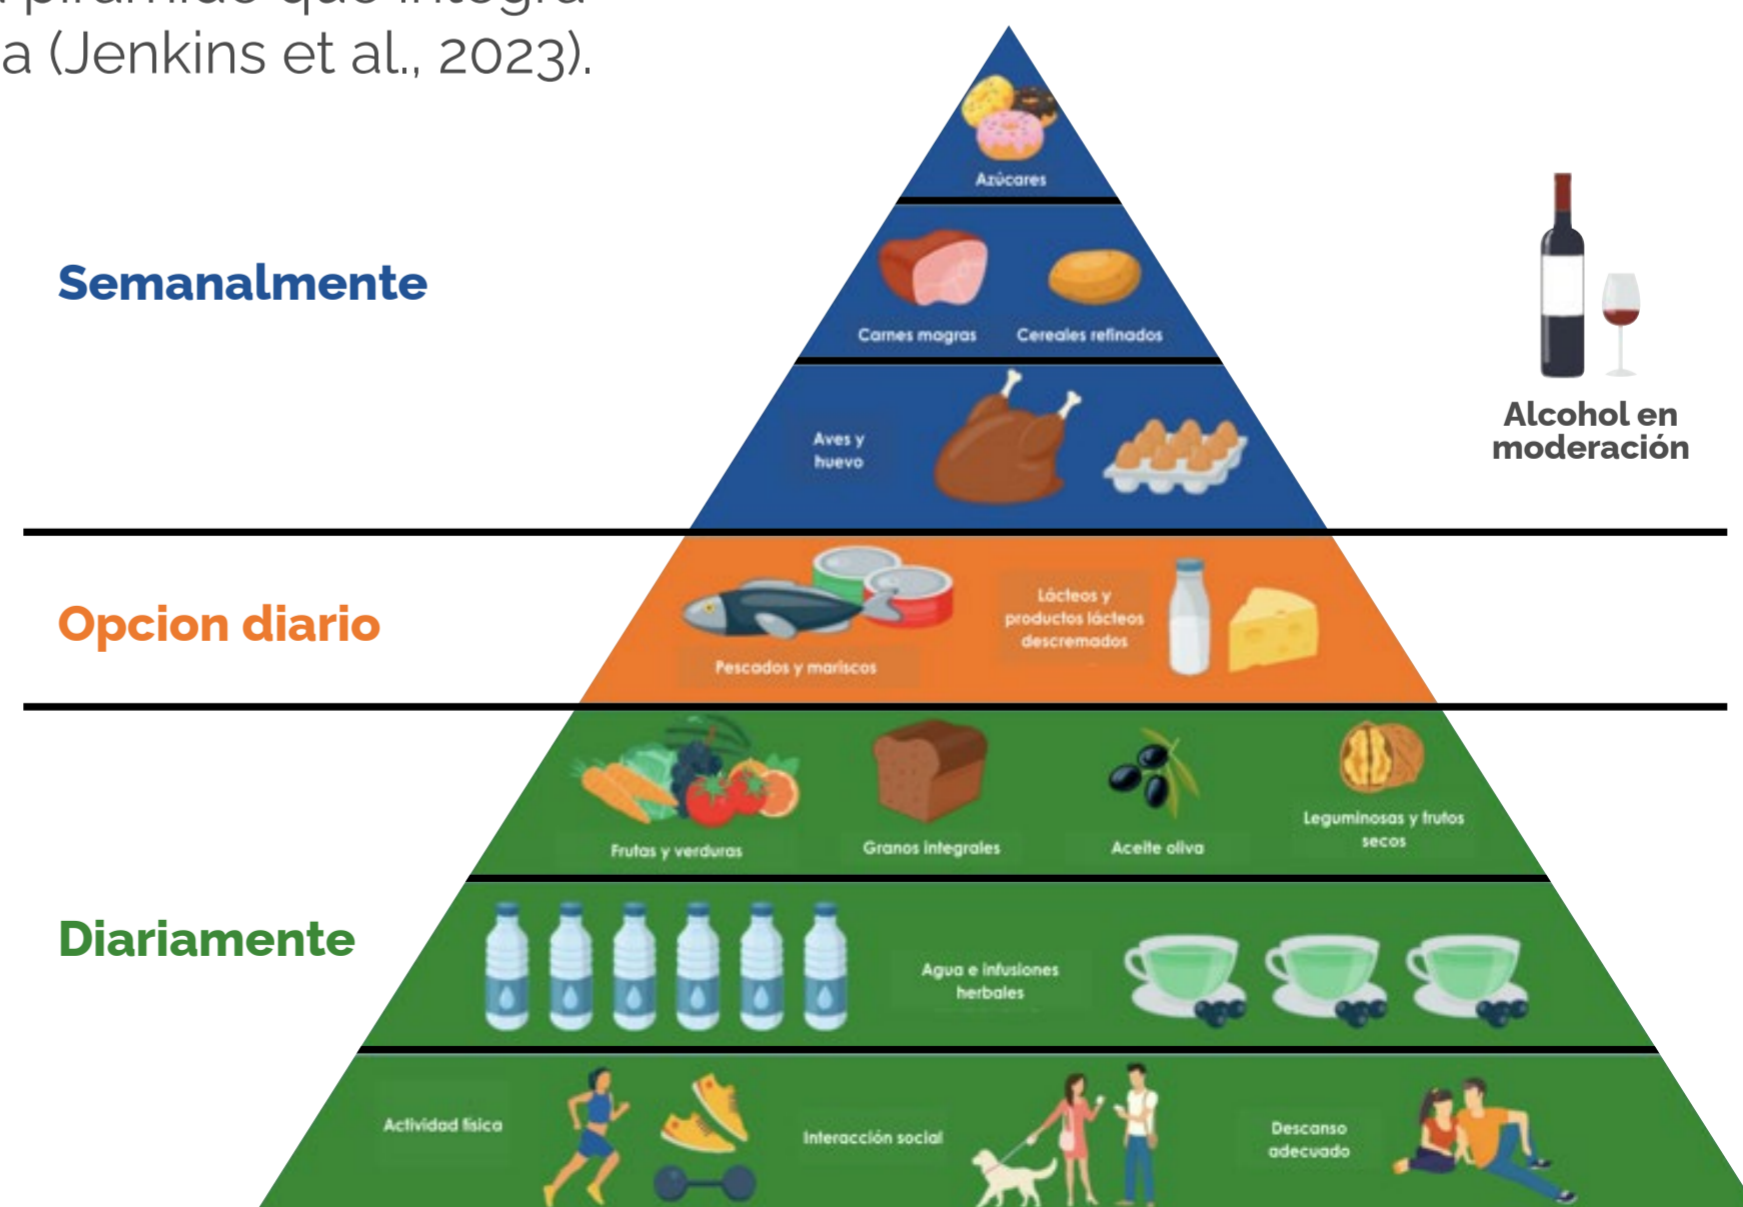 a (Jenkins et al., 2023).
Azúcares
Semanalmente
Carnes magras
Cereales refinados
Alcohol en
moderación
Aves y
huevo
Opcion diario
Pescados y mariscos
Lácteos y
productos lácteos
descremados
Frutas y verduras
Granos integrales
Aceite oliva
Leguminosas y frutos
secos
Diariamente
Agua e infusiones
herbales
Actividad física
Interacción social
Descanso
adecuado